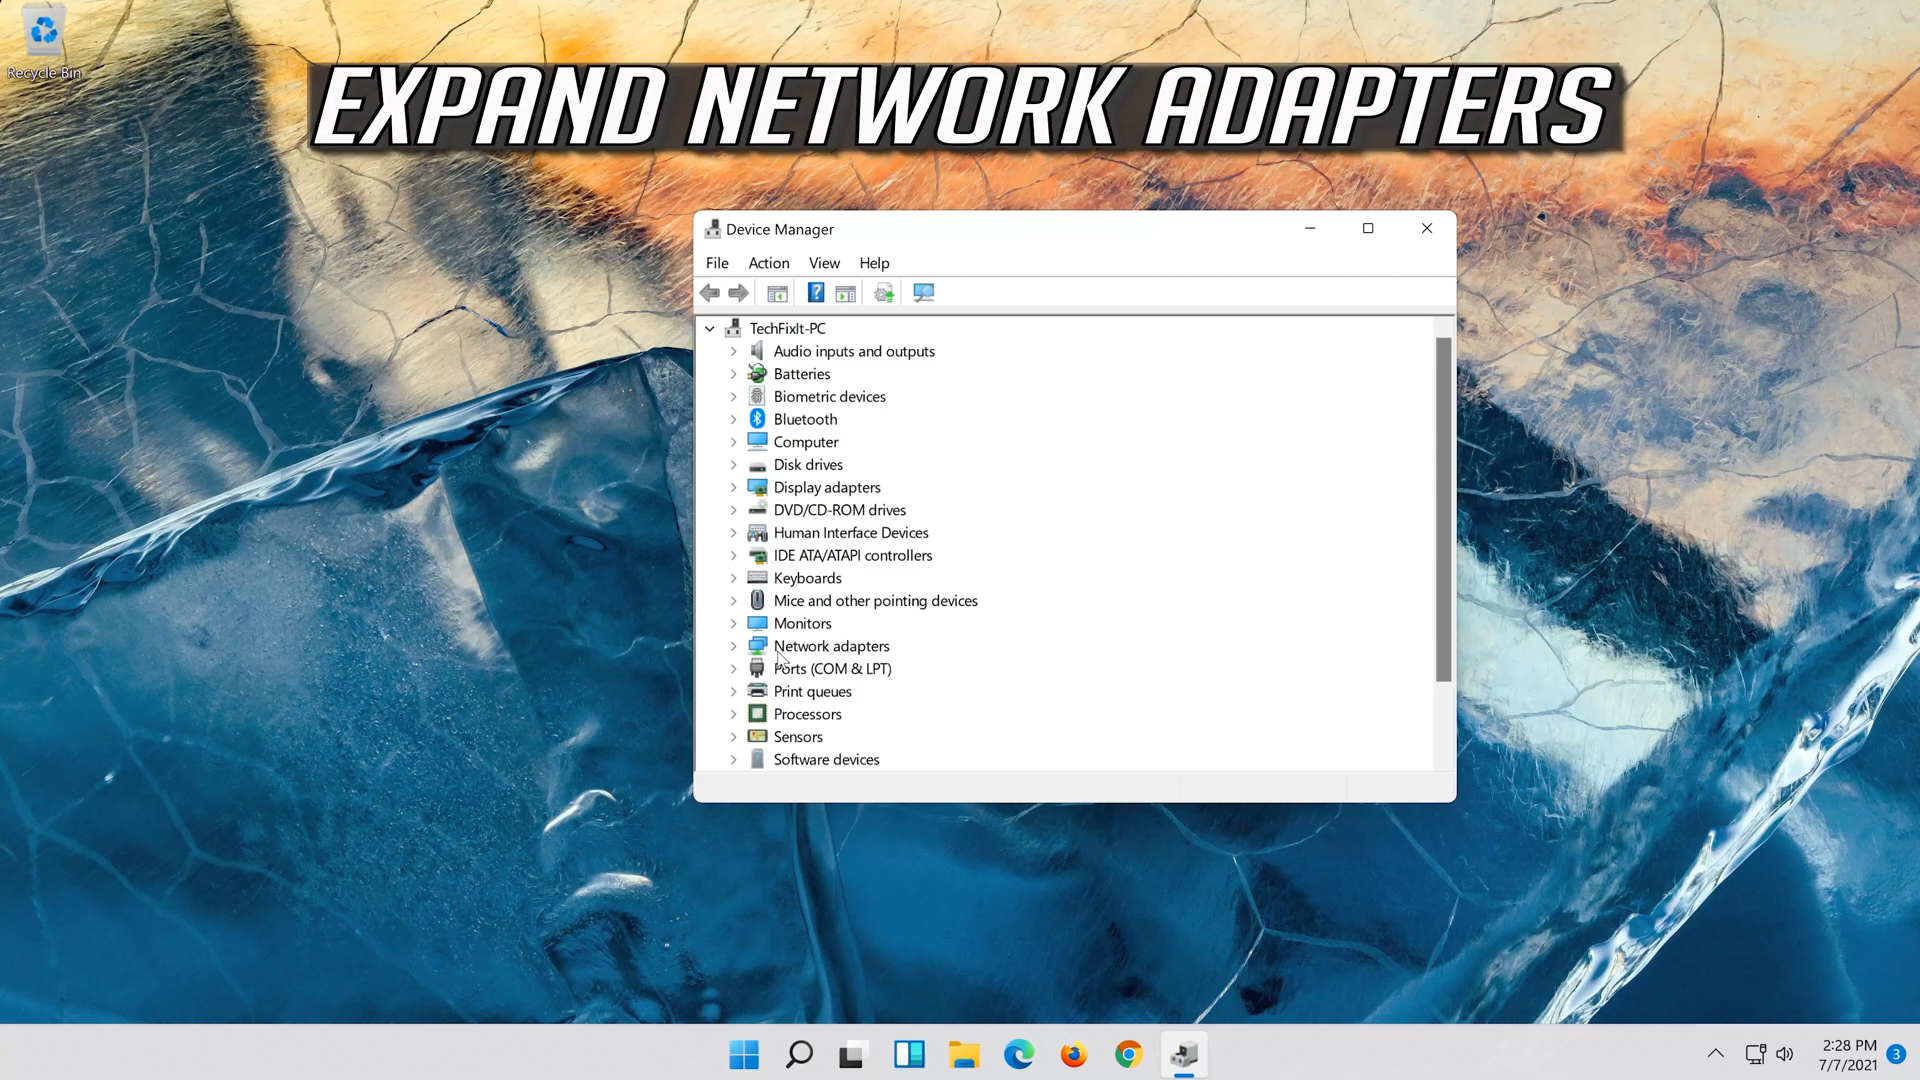 Recycle Bin
EXPAND NETWORK ADAPTERS
Device Manager
File Action View Help
TechFixIt-PC
Audio inputs and outputs
Batteries
Biometric devices
Bluetooth
Computer
Disk drives
Display adapters
DVD/CD-ROM drives
Human Interface Devices
IDE ATA/ATAPI controllers
Keyboards
Mice and other pointing devices
Monitors
Network adapters
Ports (COM & LPT)
Print queues
Processors
Sensors
Software devices
2:28 PM
7/7/2021
3